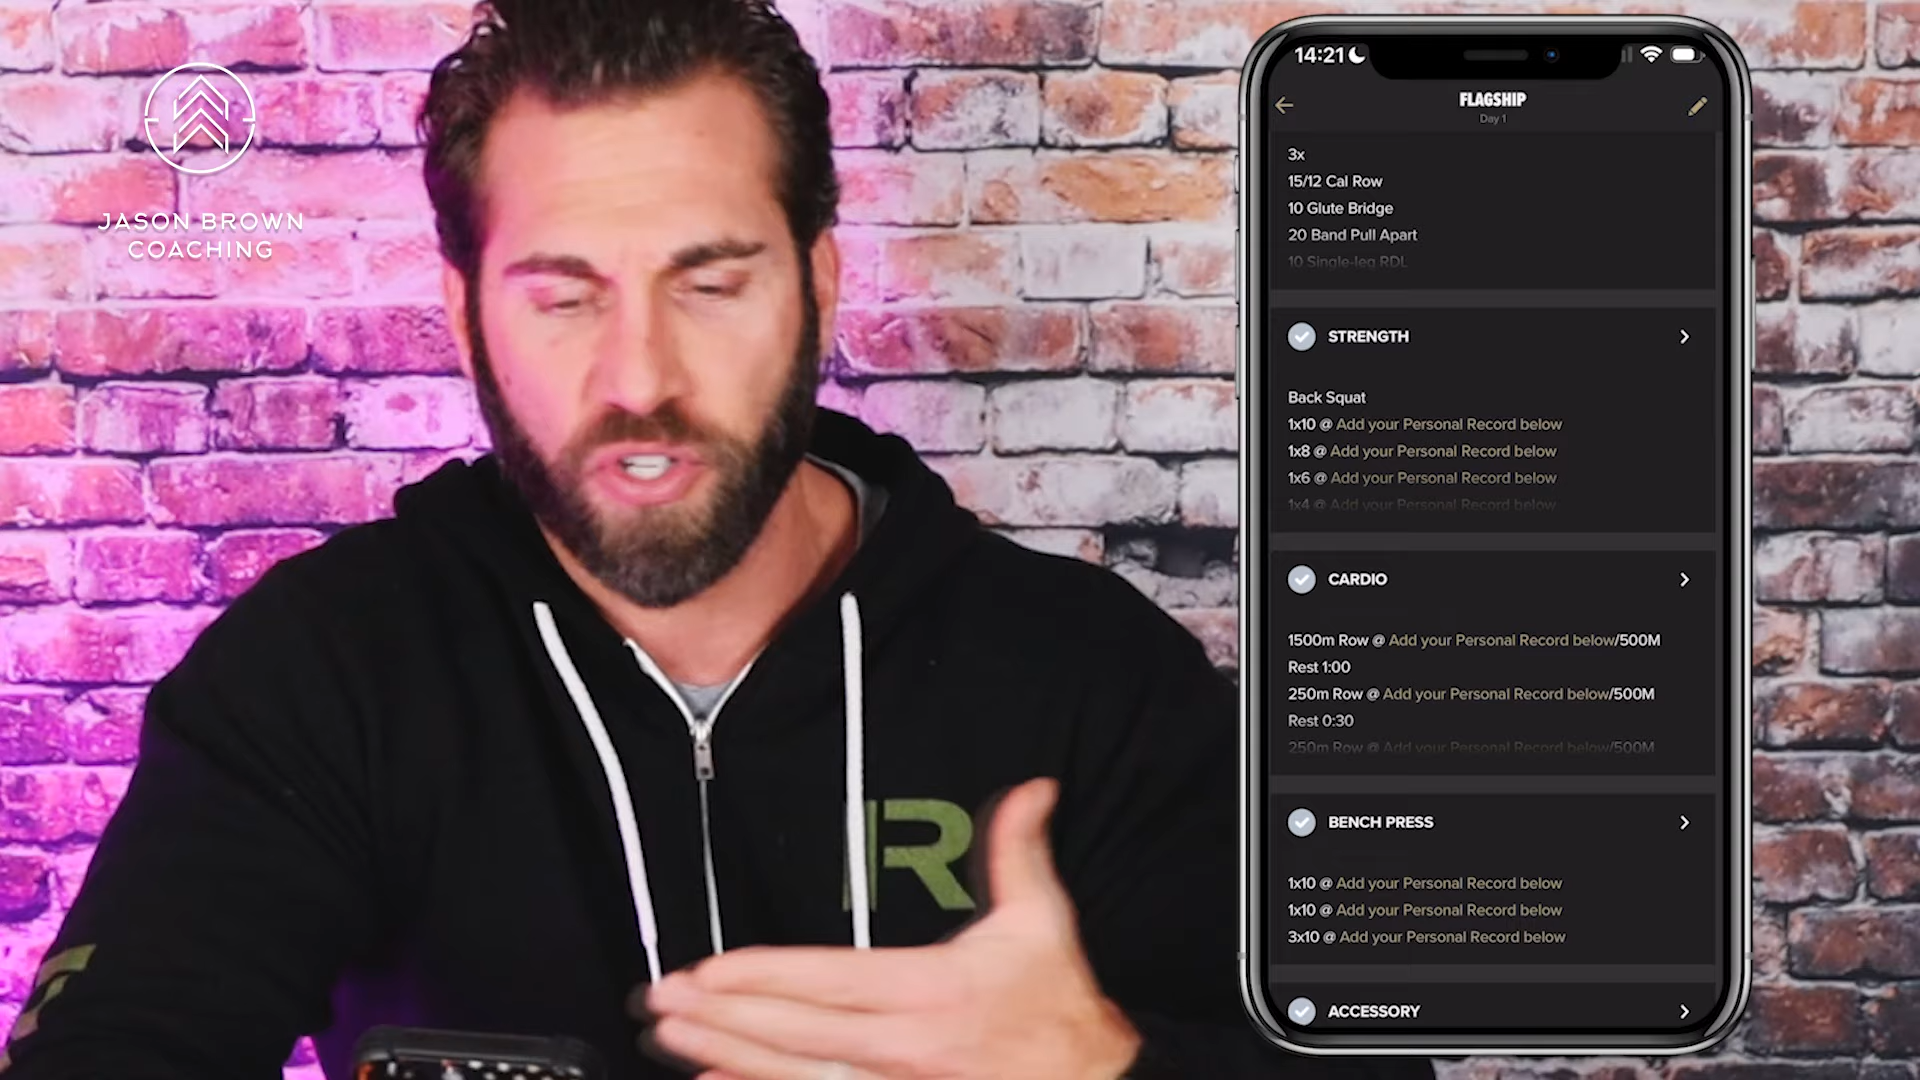 JASON BROWN
COACHING
R
14:21
FLAGSHIP
Day 1
3x
15/12 Cal Row
10 Glute Bridge
20 Band Pull Apart
10 Single-leg RDL
STRENGTH
Back Squat
1x10 @ Add your Personal Record below
1x8 @ Add your Personal Record below
1x6 @ Add your Personal Record below
1x4 @ Add your Personal Record below
CARDIO
1500m Row @ Add your Personal Record below/500M
Rest 1:00
250m Row @ Add your Personal Record below/500M
Rest 0:30
250m Row @ Add your Personal Record below/500M
BENCH PRESS
1x10 @ Add your Personal Record below
1x10 @ Add your Personal Record below
3x10 @ Add your Personal Record below
ACCESSORY